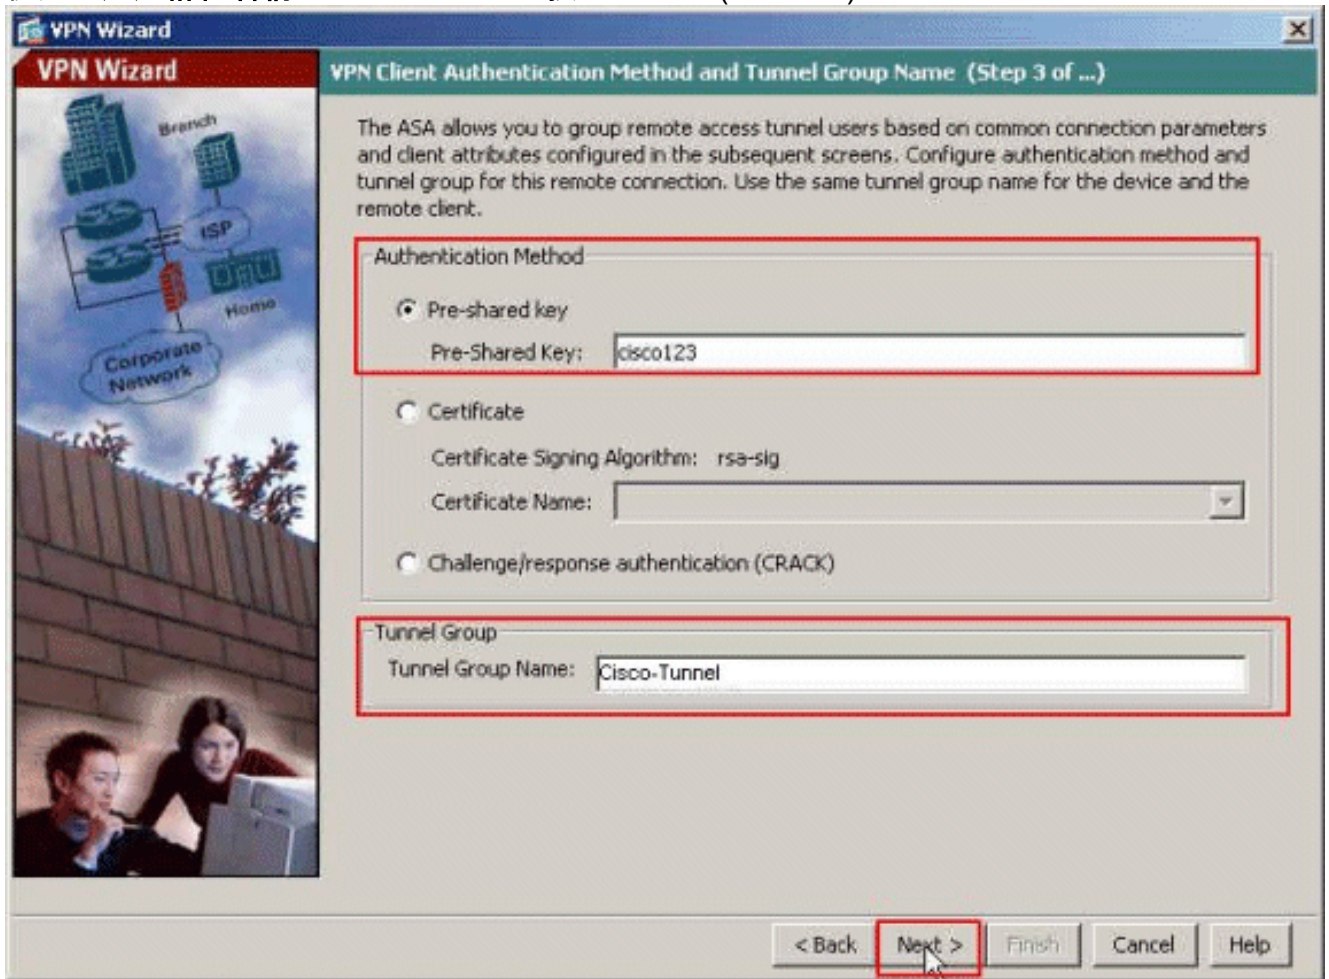 VPN Wizard
VPN Wizard
VPN Client Authentication Method and Tunnel Group Name (Step 3 of ...)
Branch
ISP
Home
Corporate
Network
The ASA allows you to group remote access tunnel users based on common connection parameters
and client attributes configured in the subsequent screens. Configure authentication method and
tunnel group for this remote connection. Use the same tunnel group name for the device and the
remote client.
Authentication Method
Pre-shared key
Pre-Shared Key: cisco123
Certificate
Certificate Signing Algorithm: rsa-sig
Certificate Name:
Challenge/response authentication (CRACK)
Tunnel Group
Tunnel Group Name: Cisco-Tunnel
< Back Next > Finish Cancel Help